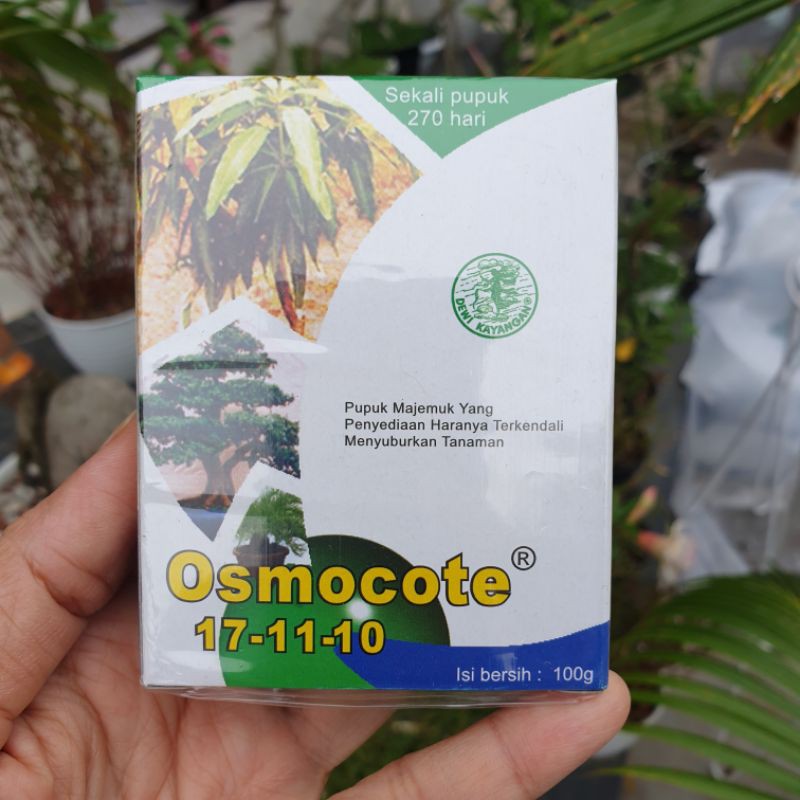 Sekali pupuk
270 hari
DEWI KAYANGAN®
Pupuk Majemuk Yang
Penyediaan Haranya Terkendali
Menyuburkan Tanaman
Osmocote®
17-11-10
Isi bersih : 100g